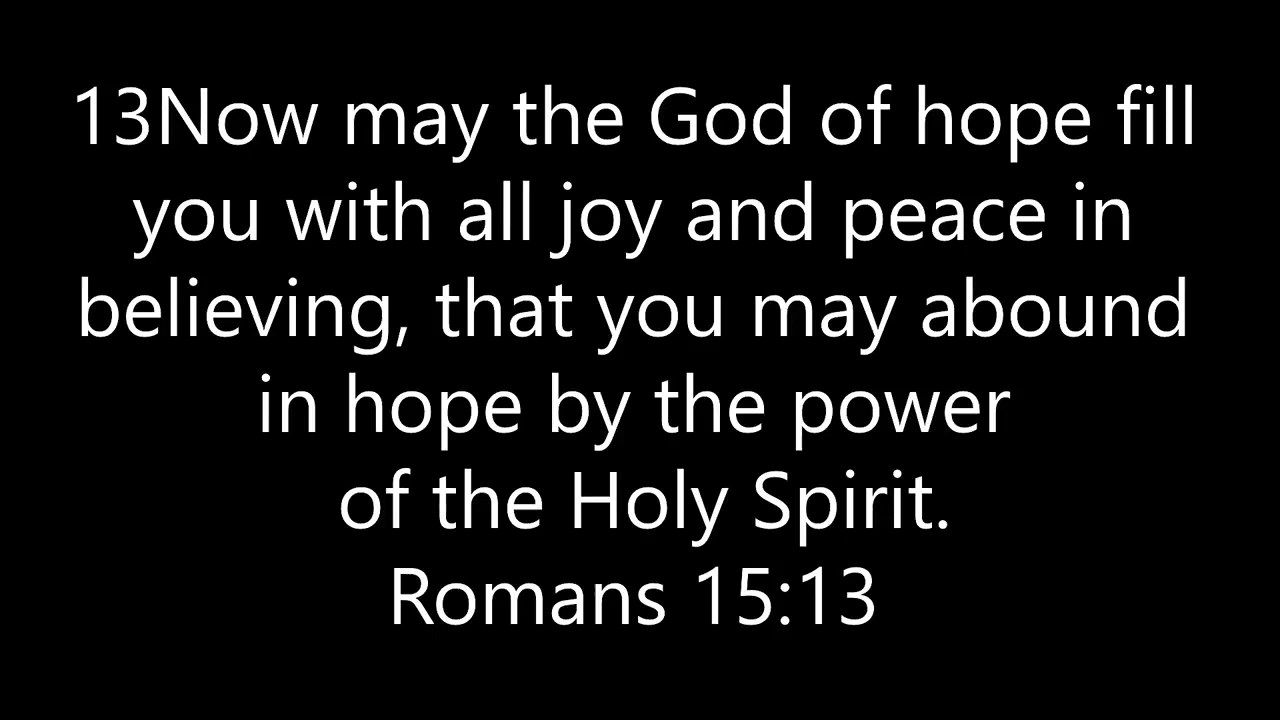 13Now may the God of hope fill
you with all joy and peace in
believing, that you may abound
in hope by the power
of the Holy Spirit.
Romans 15:13